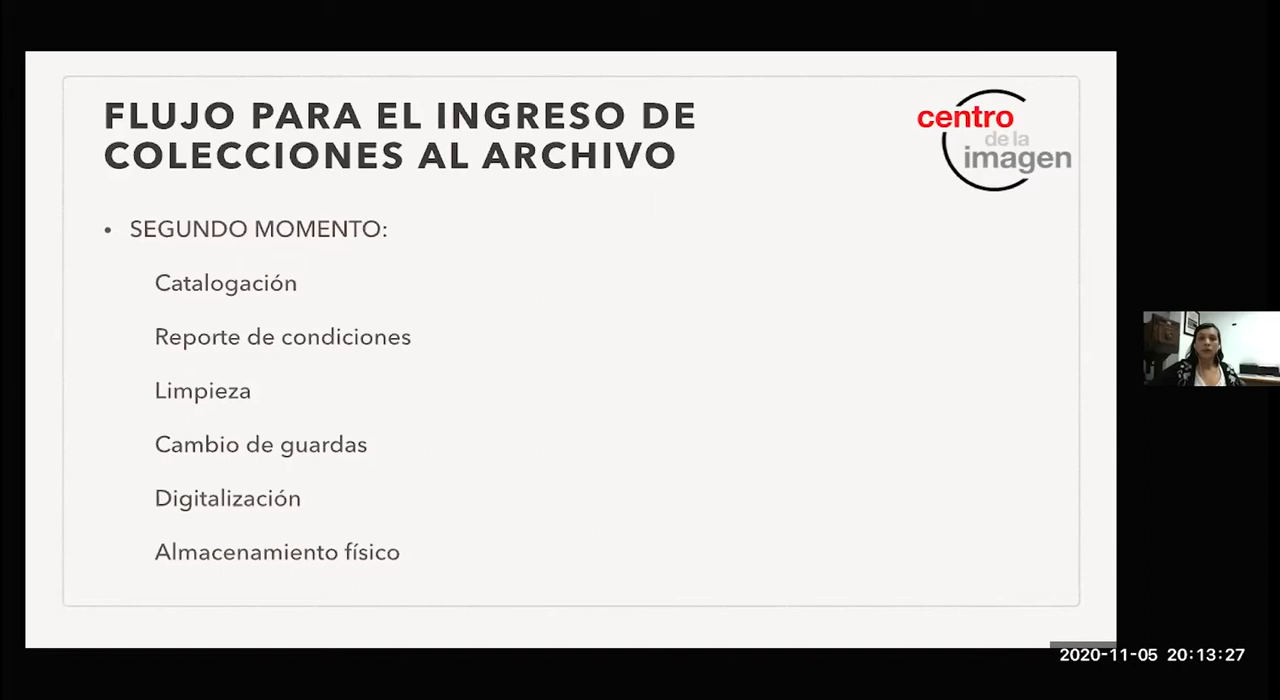 FLUJO PARA EL INGRESO DE
COLECCIONES AL ARCHIVO
centro
de la
imagen
• SEGUNDO MOMENTO:
Catalogación
Reporte de condiciones
Limpieza
Cambio de guardas
Digitalización
Almacenamiento físico
2020-11-05 20:13:27